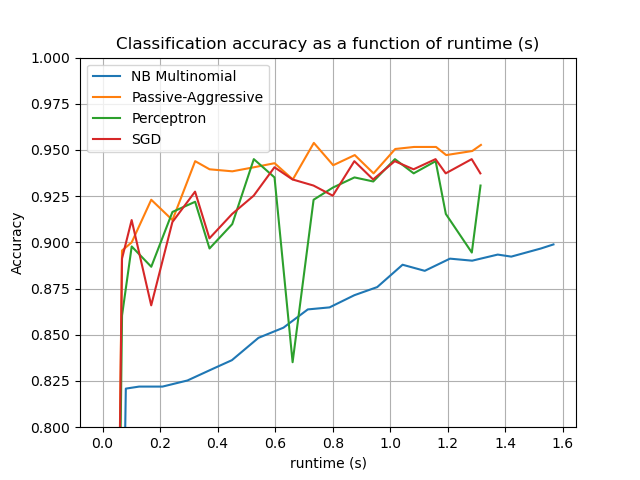 Classification accuracy as a function of runtime (s)
1.000
0.975
0.950
0.925
0.900
0.875
0.850
0.825
0.800
Accuracy
NB Multinomial
Passive-Aggressive
Perceptron
SGD
0.0 0.2 0.4 0.6 0.8 1.0 1.2 1.4 1.6
runtime (s)